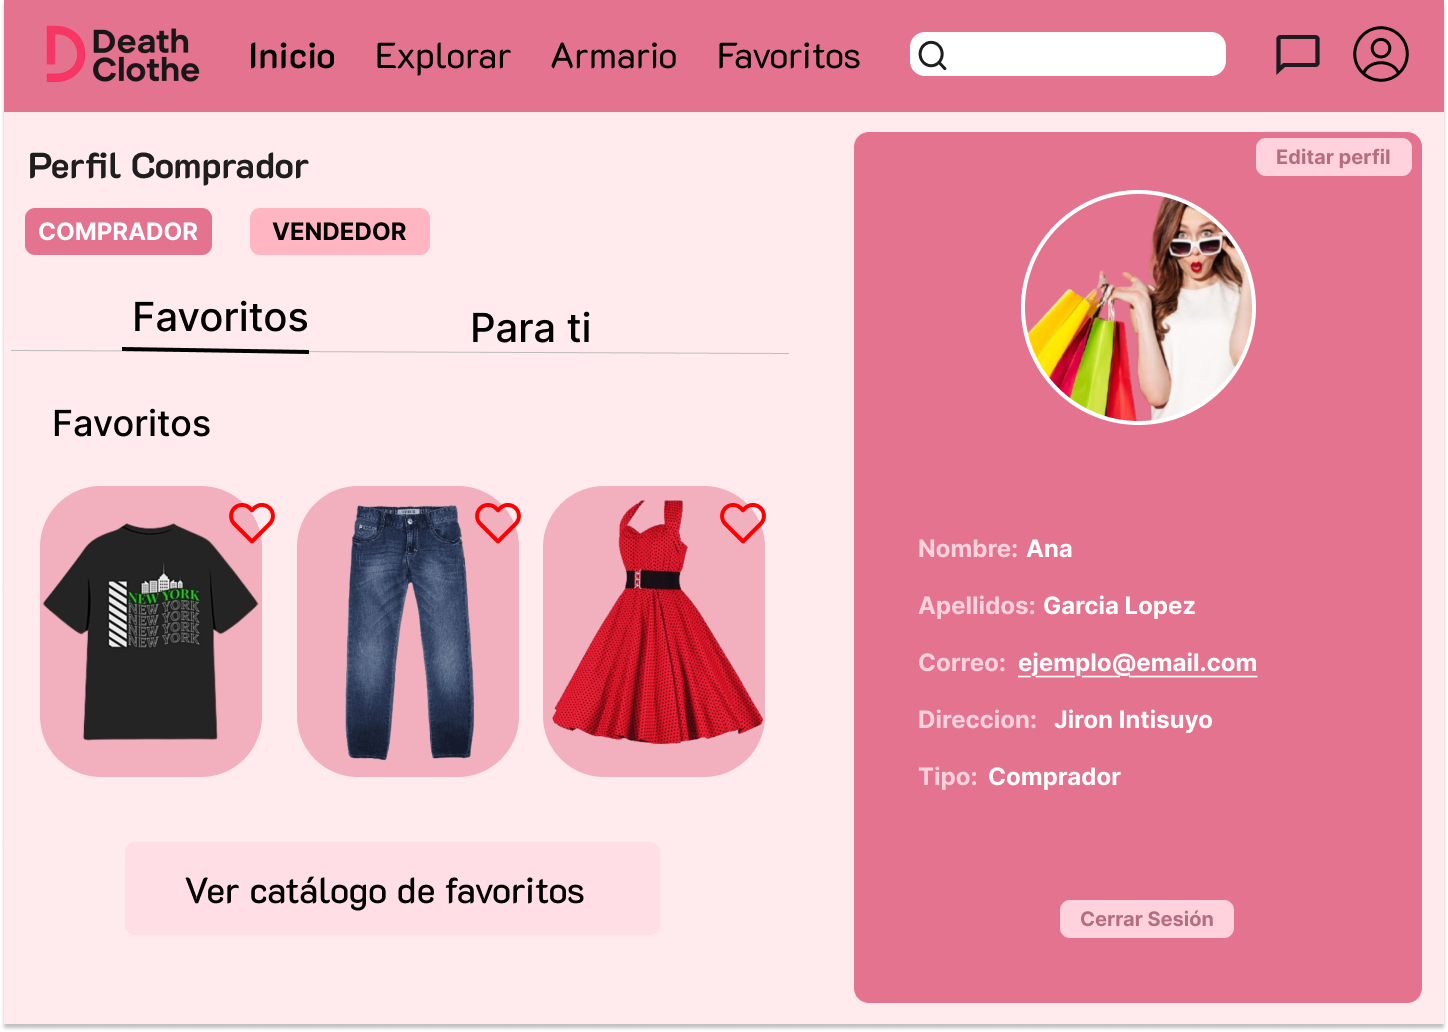 Death
Clothe
Inicio
Explorar
Armario
Favoritos
Perfil Comprador
COMPRADOR
VENDEDOR
Favoritos
Para ti
Favoritos
NEW YORK
NEW YORK
NEW YORK
NEW YORK
NEW YORK
Ver catálogo de favoritos
Editar perfil
Nombre: Ana
Apellidos: Garcia Lopez
Correo: ejemplo@email.com
Direccion: Jiron Intisuyo
Tipo: Comprador
Cerrar Sesión